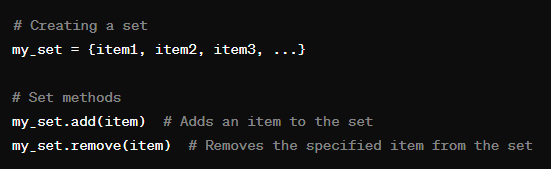 # Creating a set
my_set = {item1, item2, item3, ...}
# Set methods
my_set.add(item)  # Adds an item to the set
my_set.remove(item)  # Removes the specified item from the set